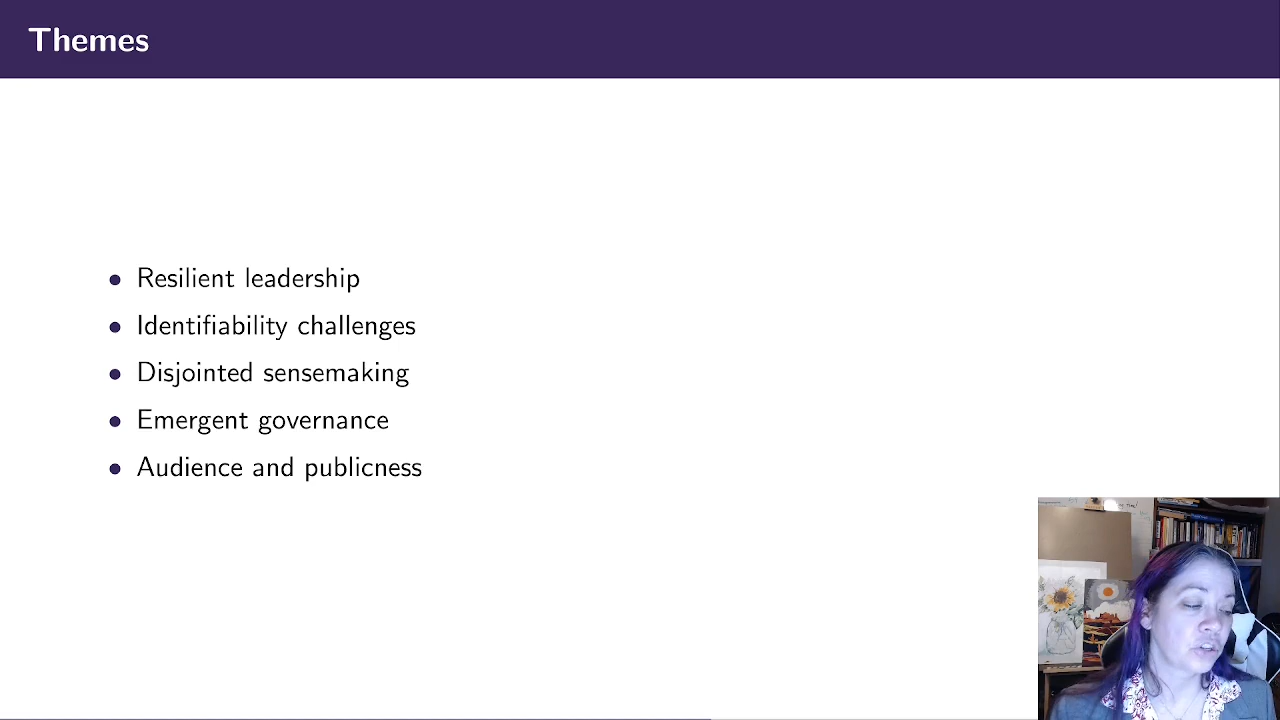 Themes
• Resilient leadership
• Identifiability challenges
• Disjointed sensemaking
• Emergent governance
• Audience and publicness